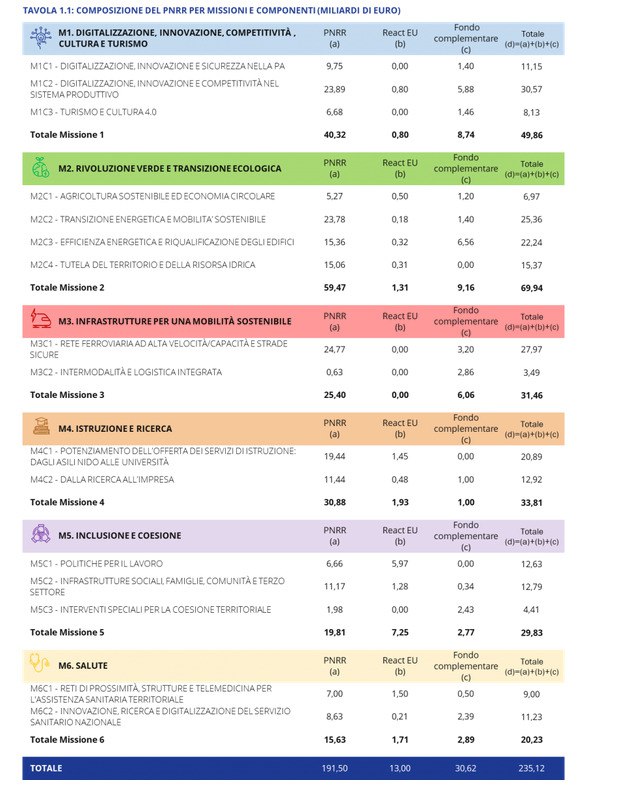 TAVOLA 1.1: COMPOSIZIONE DEL PNRR PER MISSIONI E COMPONENTI (MILIARDI DI EURO)
M1. DIGITALIZZAZIONE, INNOVAZIONE, COMPETITIVITÀ , CULTURA E TURISMO PNRR (a) React EU (b) Fondo complementare (c) Totale (d)=(a)+(b)+(c)
M1C1 - DIGITALIZZAZIONE, INNOVAZIONE E SICUREZZA NELLA PA 9,75 0,00 1,40 11,15
M1C2 - DIGITALIZZAZIONE, INNOVAZIONE E COMPETITIVITÀ NEL SISTEMA PRODUTTIVO 23,89 0,80 5,88 30,57
M1C3 - TURISMO E CULTURA 4.0 6,68 0,00 1,46 8,13
Totale Missione 1 40,32 0,80 8,74 49,86
M2. RIVOLUZIONE VERDE E TRANSIZIONE ECOLOGICA PNRR (a) React EU (b) Fondo complementare (c) Totale (d)=(a)+(b)+(c)
M2C1 - AGRICOLTURA SOSTENIBILE ED ECONOMIA CIRCOLARE 5,27 0,50 1,20 6,97
M2C2 - TRANSIZIONE ENERGETICA E MOBILITA' SOSTENIBILE 23,78 0,18 1,40 25,36
M2C3 - EFFICIENZA ENERGETICA E RIQUALIFICAZIONE DEGLI EDIFICI 15,36 0,32 6,56 22,24
M2C4 - TUTELA DEL TERRITORIO E DELLA RISORSA IDRICA 15,06 0,31 0,00 15,37
Totale Missione 2 59,47 1,31 9,16 69,94
M3. INFRASTRUTTURE PER UNA MOBILITÀ SOSTENIBILE PNRR (a) React EU (b) Fondo complementare (c) Totale (d)=(a)+(b)+(c)
M3C1 - RETE FERROVIARIA AD ALTA VELOCITÀ/CAPACITÀ E STRADE SICURE 24,77 0,00 3,20 27,97
M3C2 - INTERMODALITÀ E LOGISTICA INTEGRATA 0,63 0,00 2,86 3,49
Totale Missione 3 25,40 0,00 6,06 31,46
M4. ISTRUZIONE E RICERCA PNRR (a) React EU (b) Fondo complementare (c) Totale (d)=(a)+(b)+(c)
M4C1 - POTENZIAMENTO DELL'OFFERTA DEI SERVIZI DI ISTRUZIONE: DAGLI ASILI NIDO ALLE UNIVERSITÀ 19,44 1,45 0,00 20,89
M4C2 - DALLA RICERCA ALL'IMPRESA 11,44 0,48 1,00 12,92
Totale Missione 4 30,88 1,93 1,00 33,81
M5. INCLUSIONE E COESIONE PNRR (a) React EU (b) Fondo complementare (c) Totale (d)=(a)+(b)+(c)
M5C1 - POLITICHE PER IL LAVORO 6,66 5,97 0,00 12,63
M5C2 - INFRASTRUTTURE SOCIALI, FAMIGLIE, COMUNITÀ E TERZO SETTORE 11,17 1,28 0,34 12,79
M5C3 - INTERVENTI SPECIALI PER LA COESIONE TERRITORIALE 1,98 0,00 2,43 4,41
Totale Missione 5 19,81 7,25 2,77 29,83
M6. SALUTE PNRR (a) React EU (b) Fondo complementare (c) Totale (d)=(a)+(b)+(c)
M6C1 - RETI DI PROSSIMITÀ, STRUTTURE E TELEMEDICINA PER L'ASSISTENZA SANITARIA TERRITORIALE 7,00 1,50 0,50 9,00
M6C2 - INNOVAZIONE, RICERCA E DIGITALIZZAZIONE DEL SERVIZIO SANITARIO NAZIONALE 8,63 0,21 2,39 11,23
Totale Missione 6 15,63 1,71 2,89 20,23
TOTALE 191,50 13,00 30,62 235,12